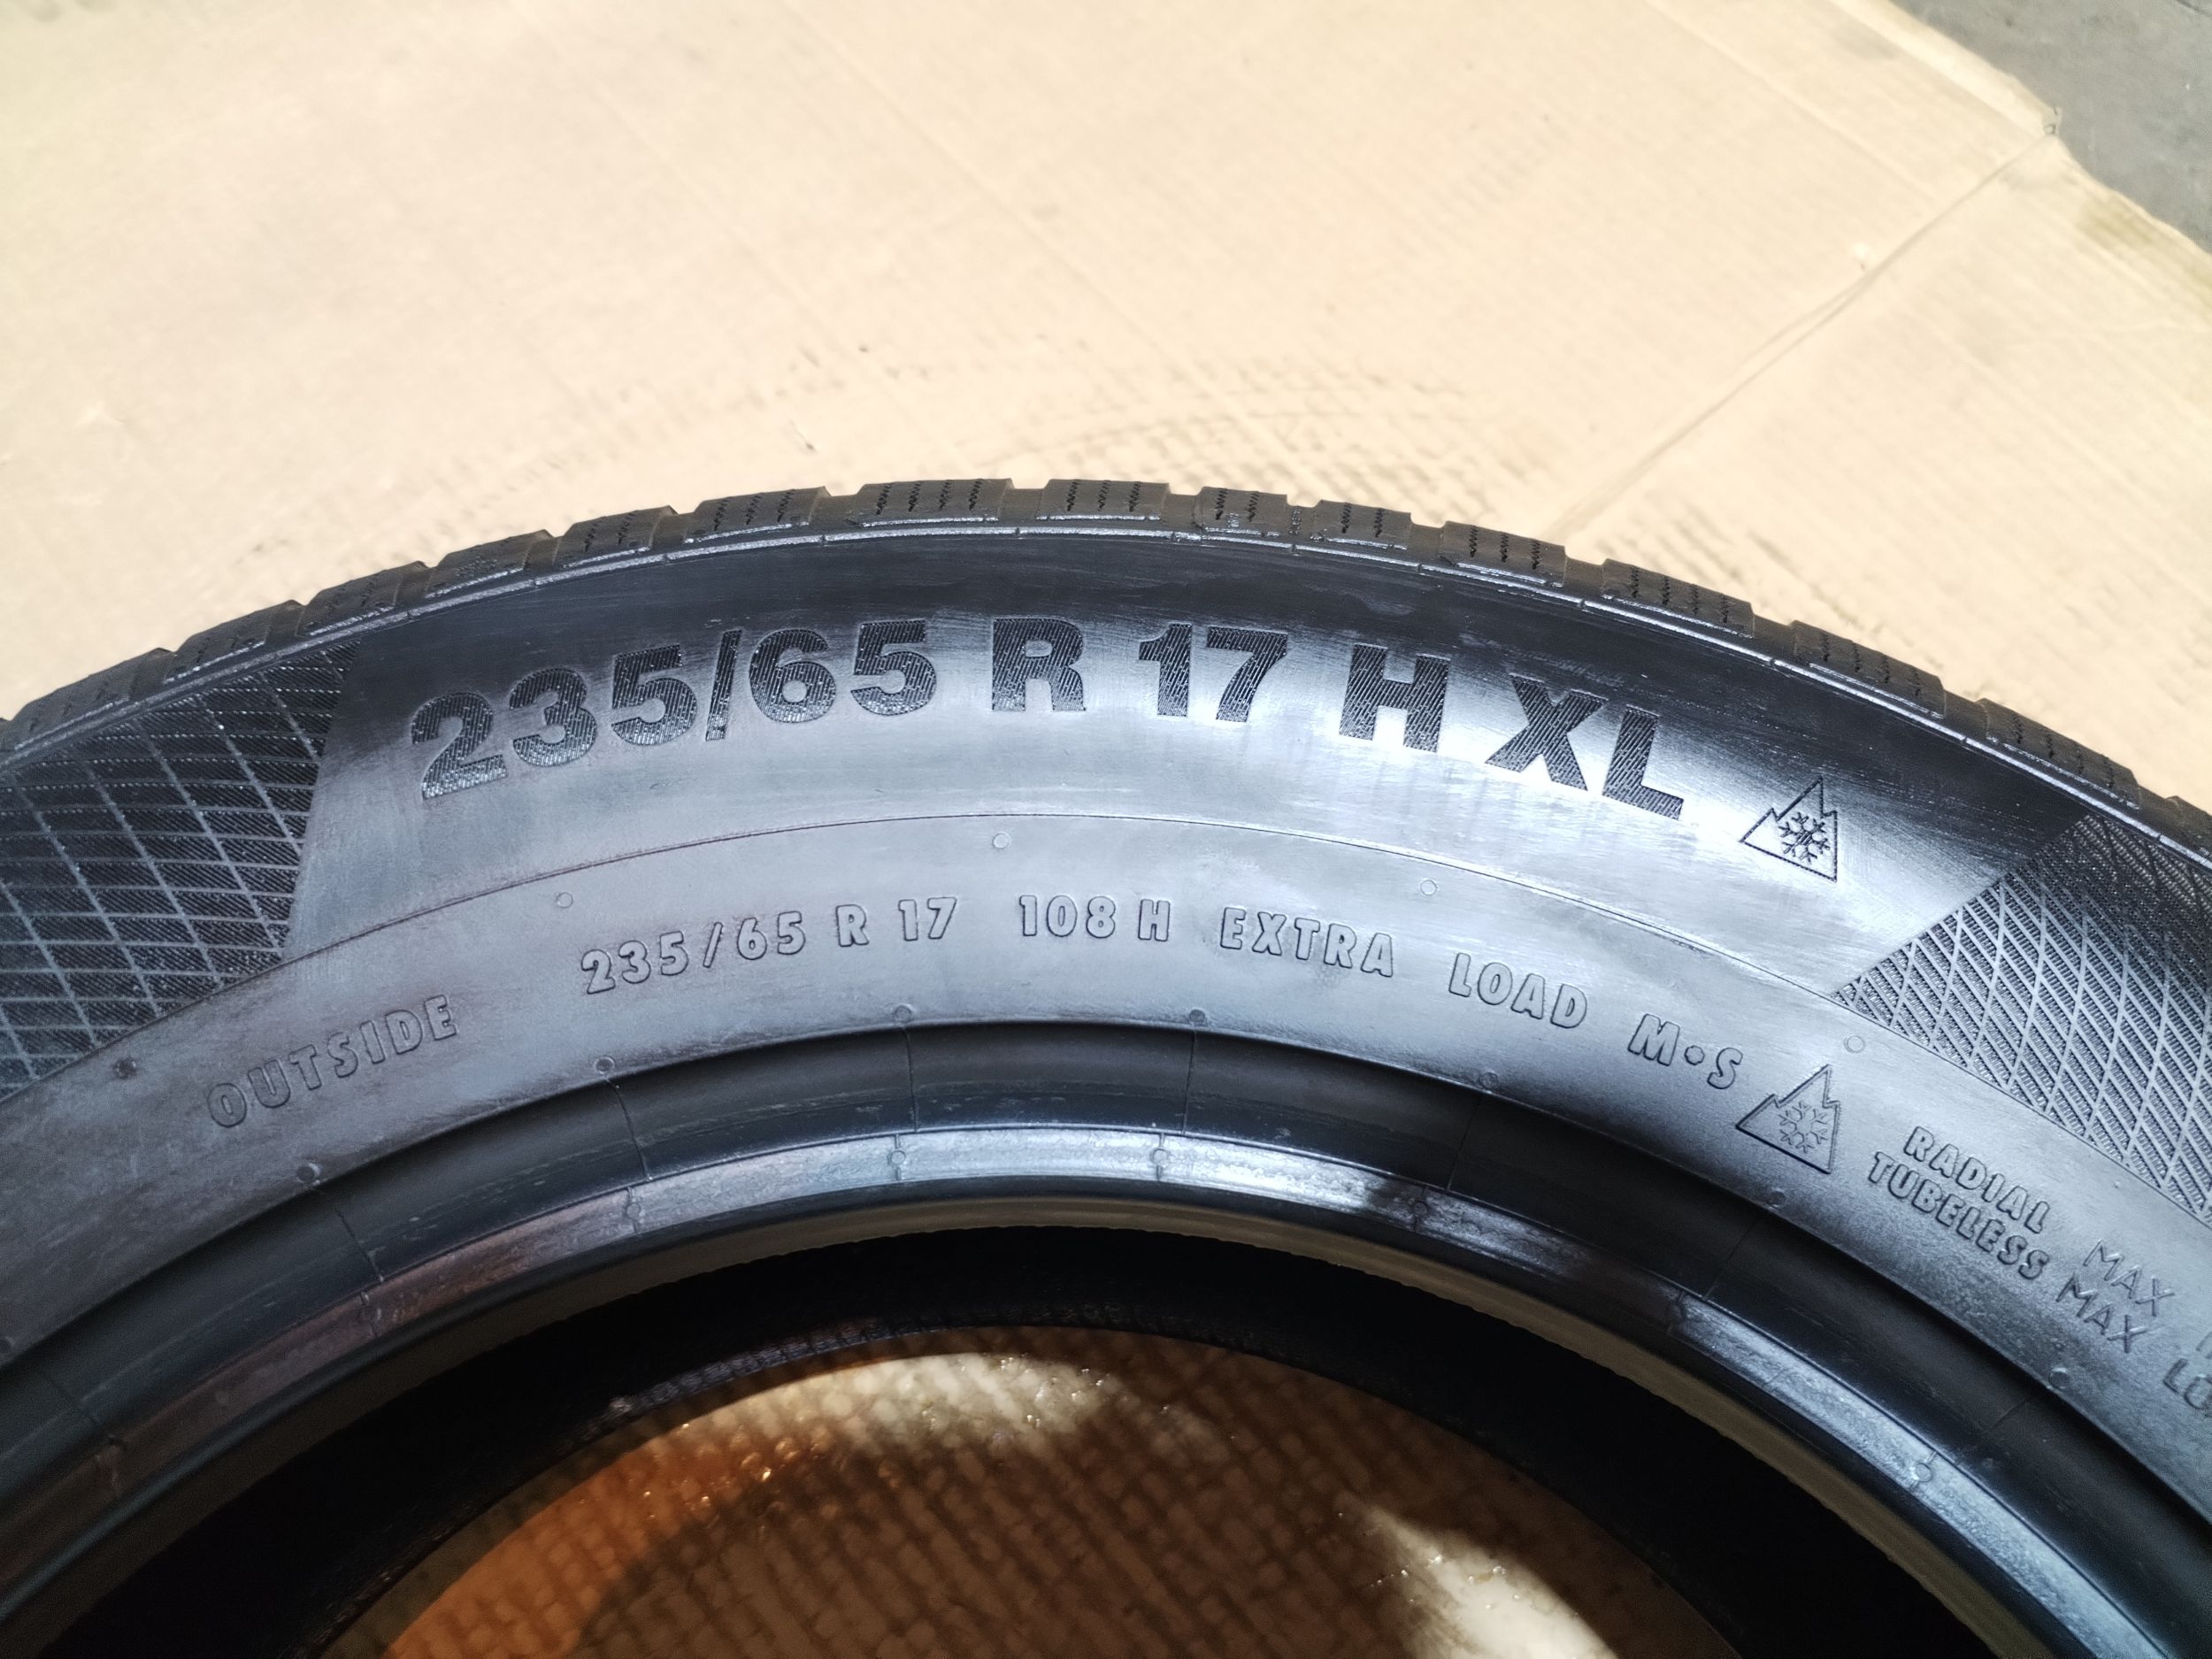 235/65 R 17 H XL
OUTSIDE 235/65 R 17 108 H EXTRA LOAD M•S
RADIAL MAX
TUBELESS MAX